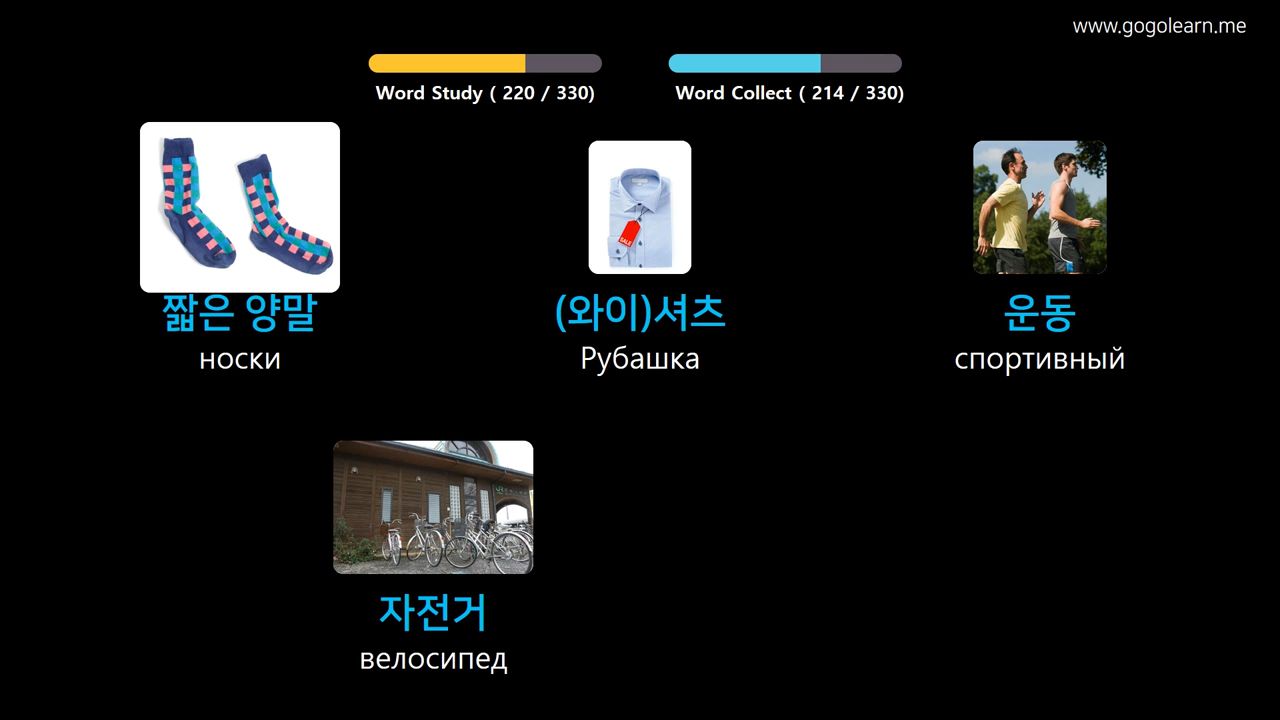 www.gogolearn.me
Word Study ( 220 / 330)
Word Collect ( 214 / 330)
SALE
짧은 양말
носки
(와이)셔츠
Рубашка
운동
спортивный
자전거
велосипед